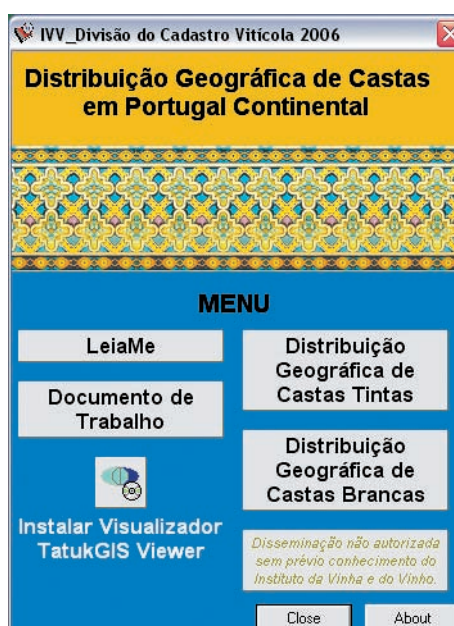 IVV_Divisão do Cadastro Vitícola 2006
Distribuição Geográfica de Castas
em Portugal Continental
MENU
LeiaMe
Documento de
Trabalho
Instalar Visualizador
TatukGIS Viewer
Distribuição
Geográfica de
Castas Tintas
Distribuição
Geográfica de
Castas Brancas
Disseminação não autorizada
sem prévio conhecimento do
Instituto da Vinha e do Vinho.
Close
About